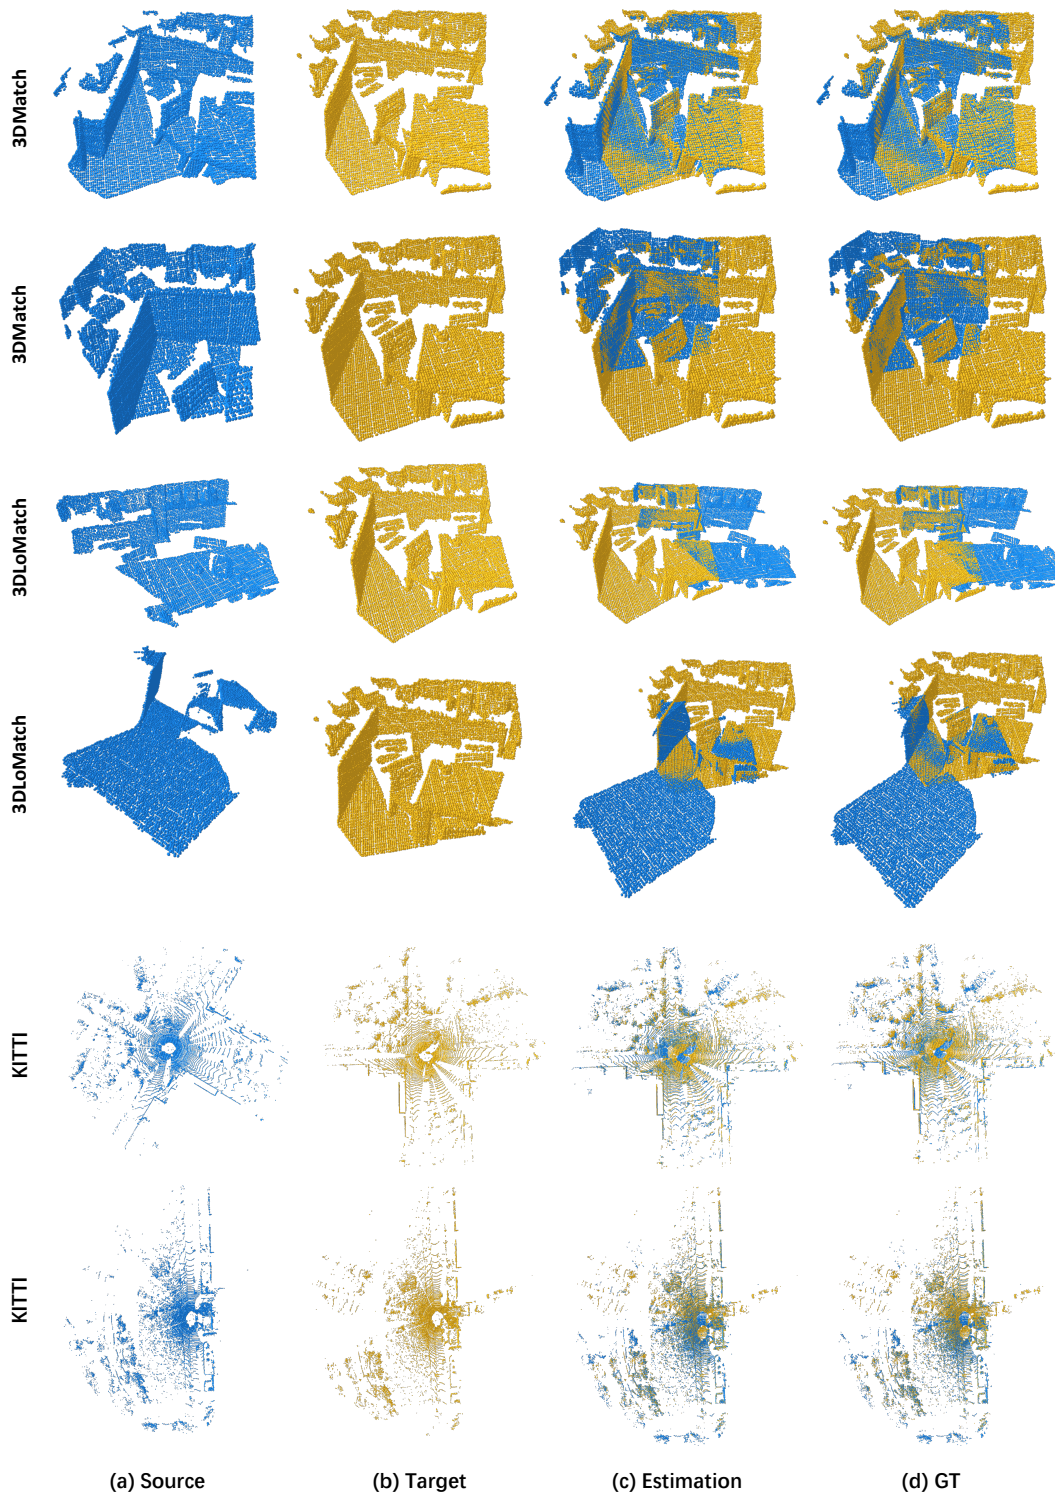 3DMatch
3DMatch
3DLoMatch
3DLoMatch
KITTI
KITTI
(a) Source (b) Target (c) Estimation (d) GT